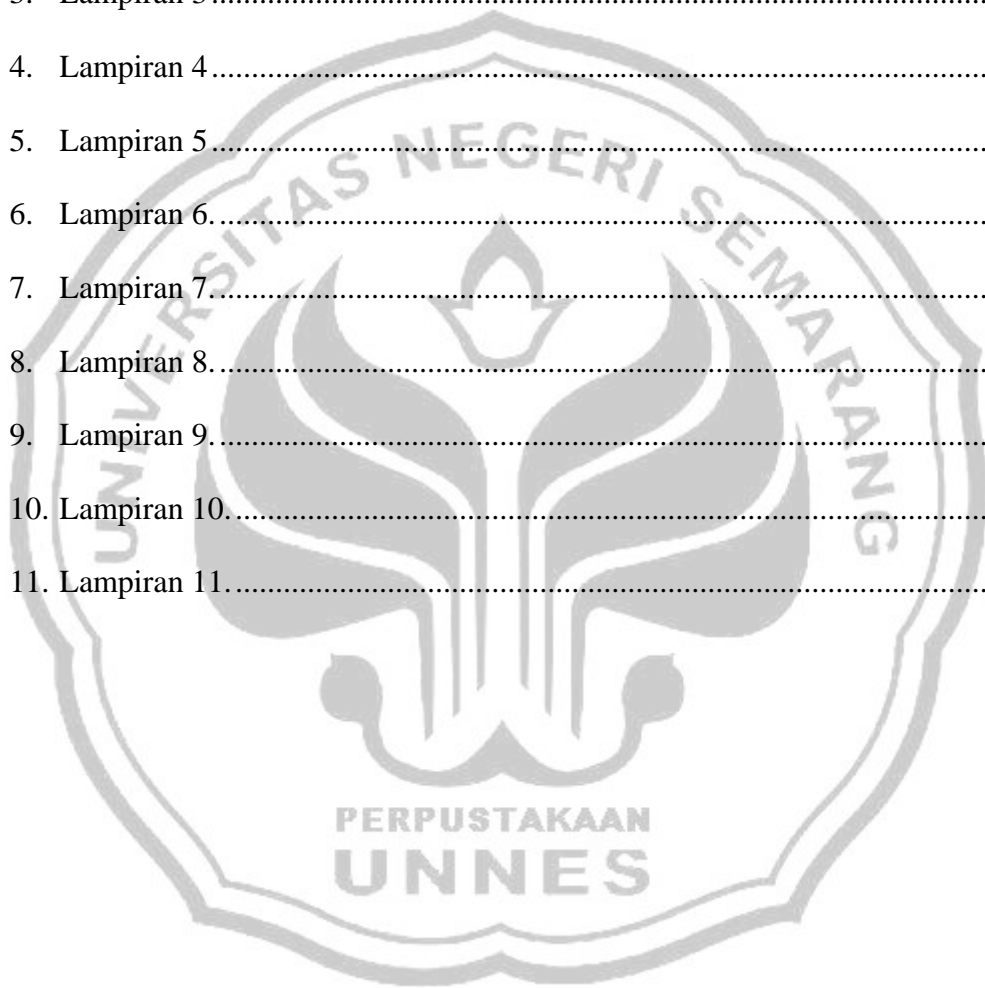 4. Lampiran 4
5. Lampiran 5
6. Lampiran 6.
7. Lampiran 7.
8. Lampiran 8.
9. Lampiran 9.
10. Lampiran 10.
11. Lampiran 11.
UNIVERSITAS NEGERI SEMARANG
PERPUSTAKAAN
UNNES